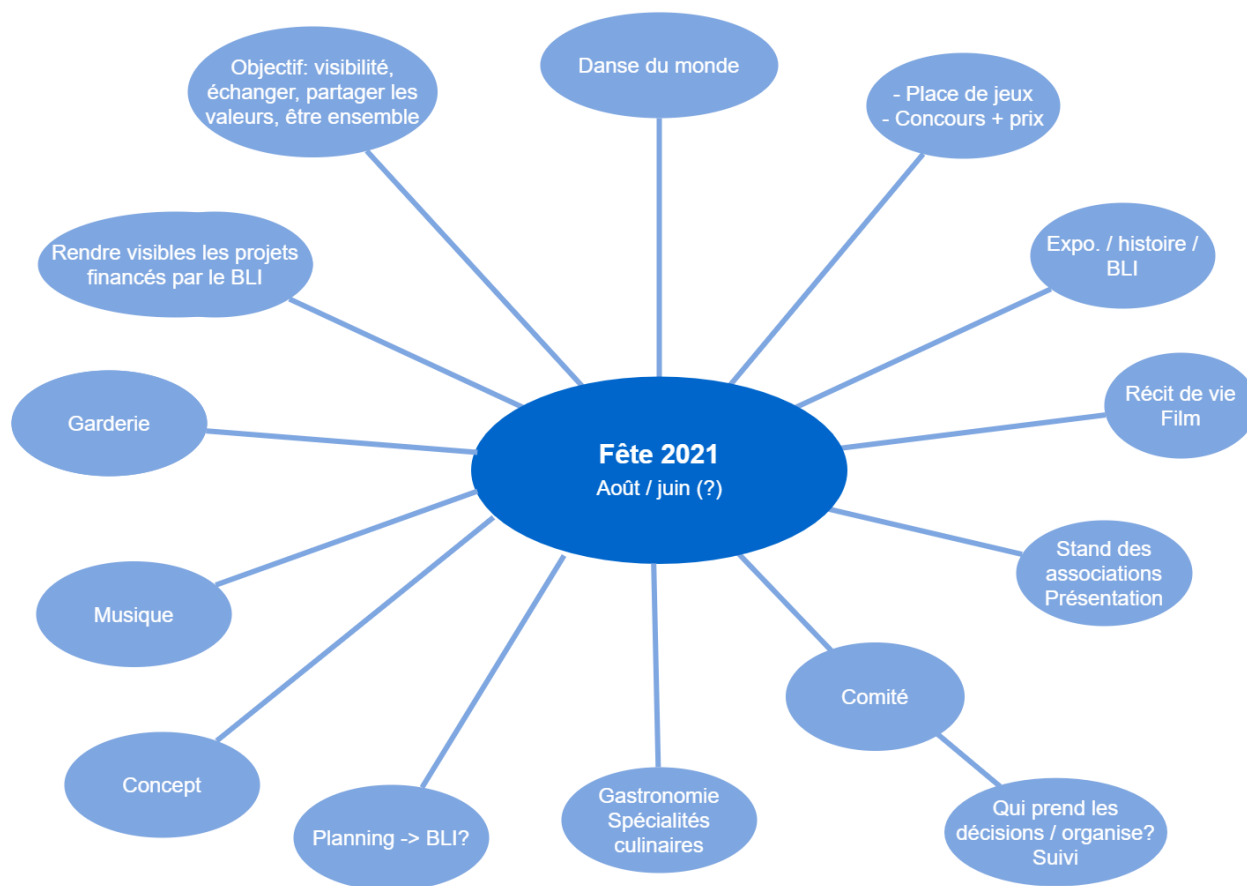 Objectif: visibilité,
échanger, partager les
valeurs, être ensemble
Danse du monde
- Place de jeux
- Concours + prix
Rendre visibles les projets
financés par le BLI
Expo. / histoire /
BLI
Garderie
Récit de vie
Film
Fête 2021
Août / juin (?)
Stand des
associations
Présentation
Musique
Comité
Concept
Planning -> BLI?
Gastronomie
Spécialités
culinaires
Qui prend les
décisions / organise?
Suivi